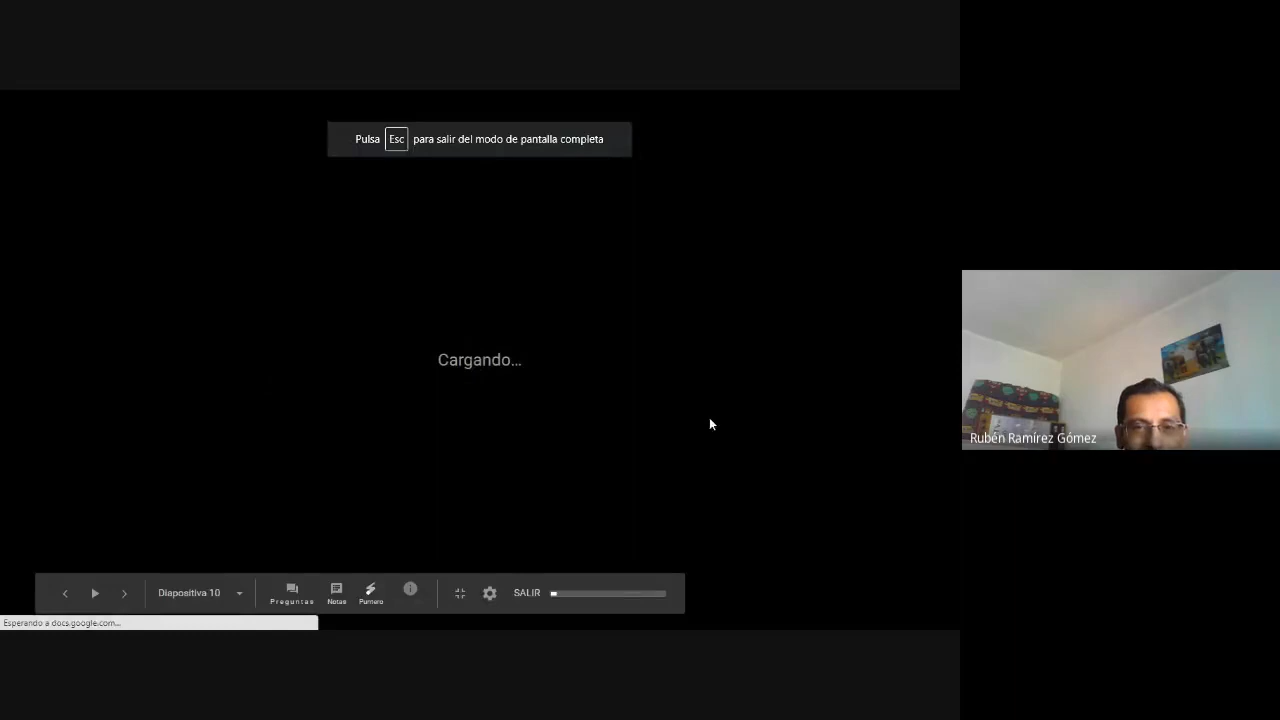 Pulsa Esc para salir del modo de pantalla completa
Cargando...
Rubén Ramírez Gómez
Diapositiva 10
Preguntas
Notas
Puntero
SALIR
Esperando a docs.google.com...